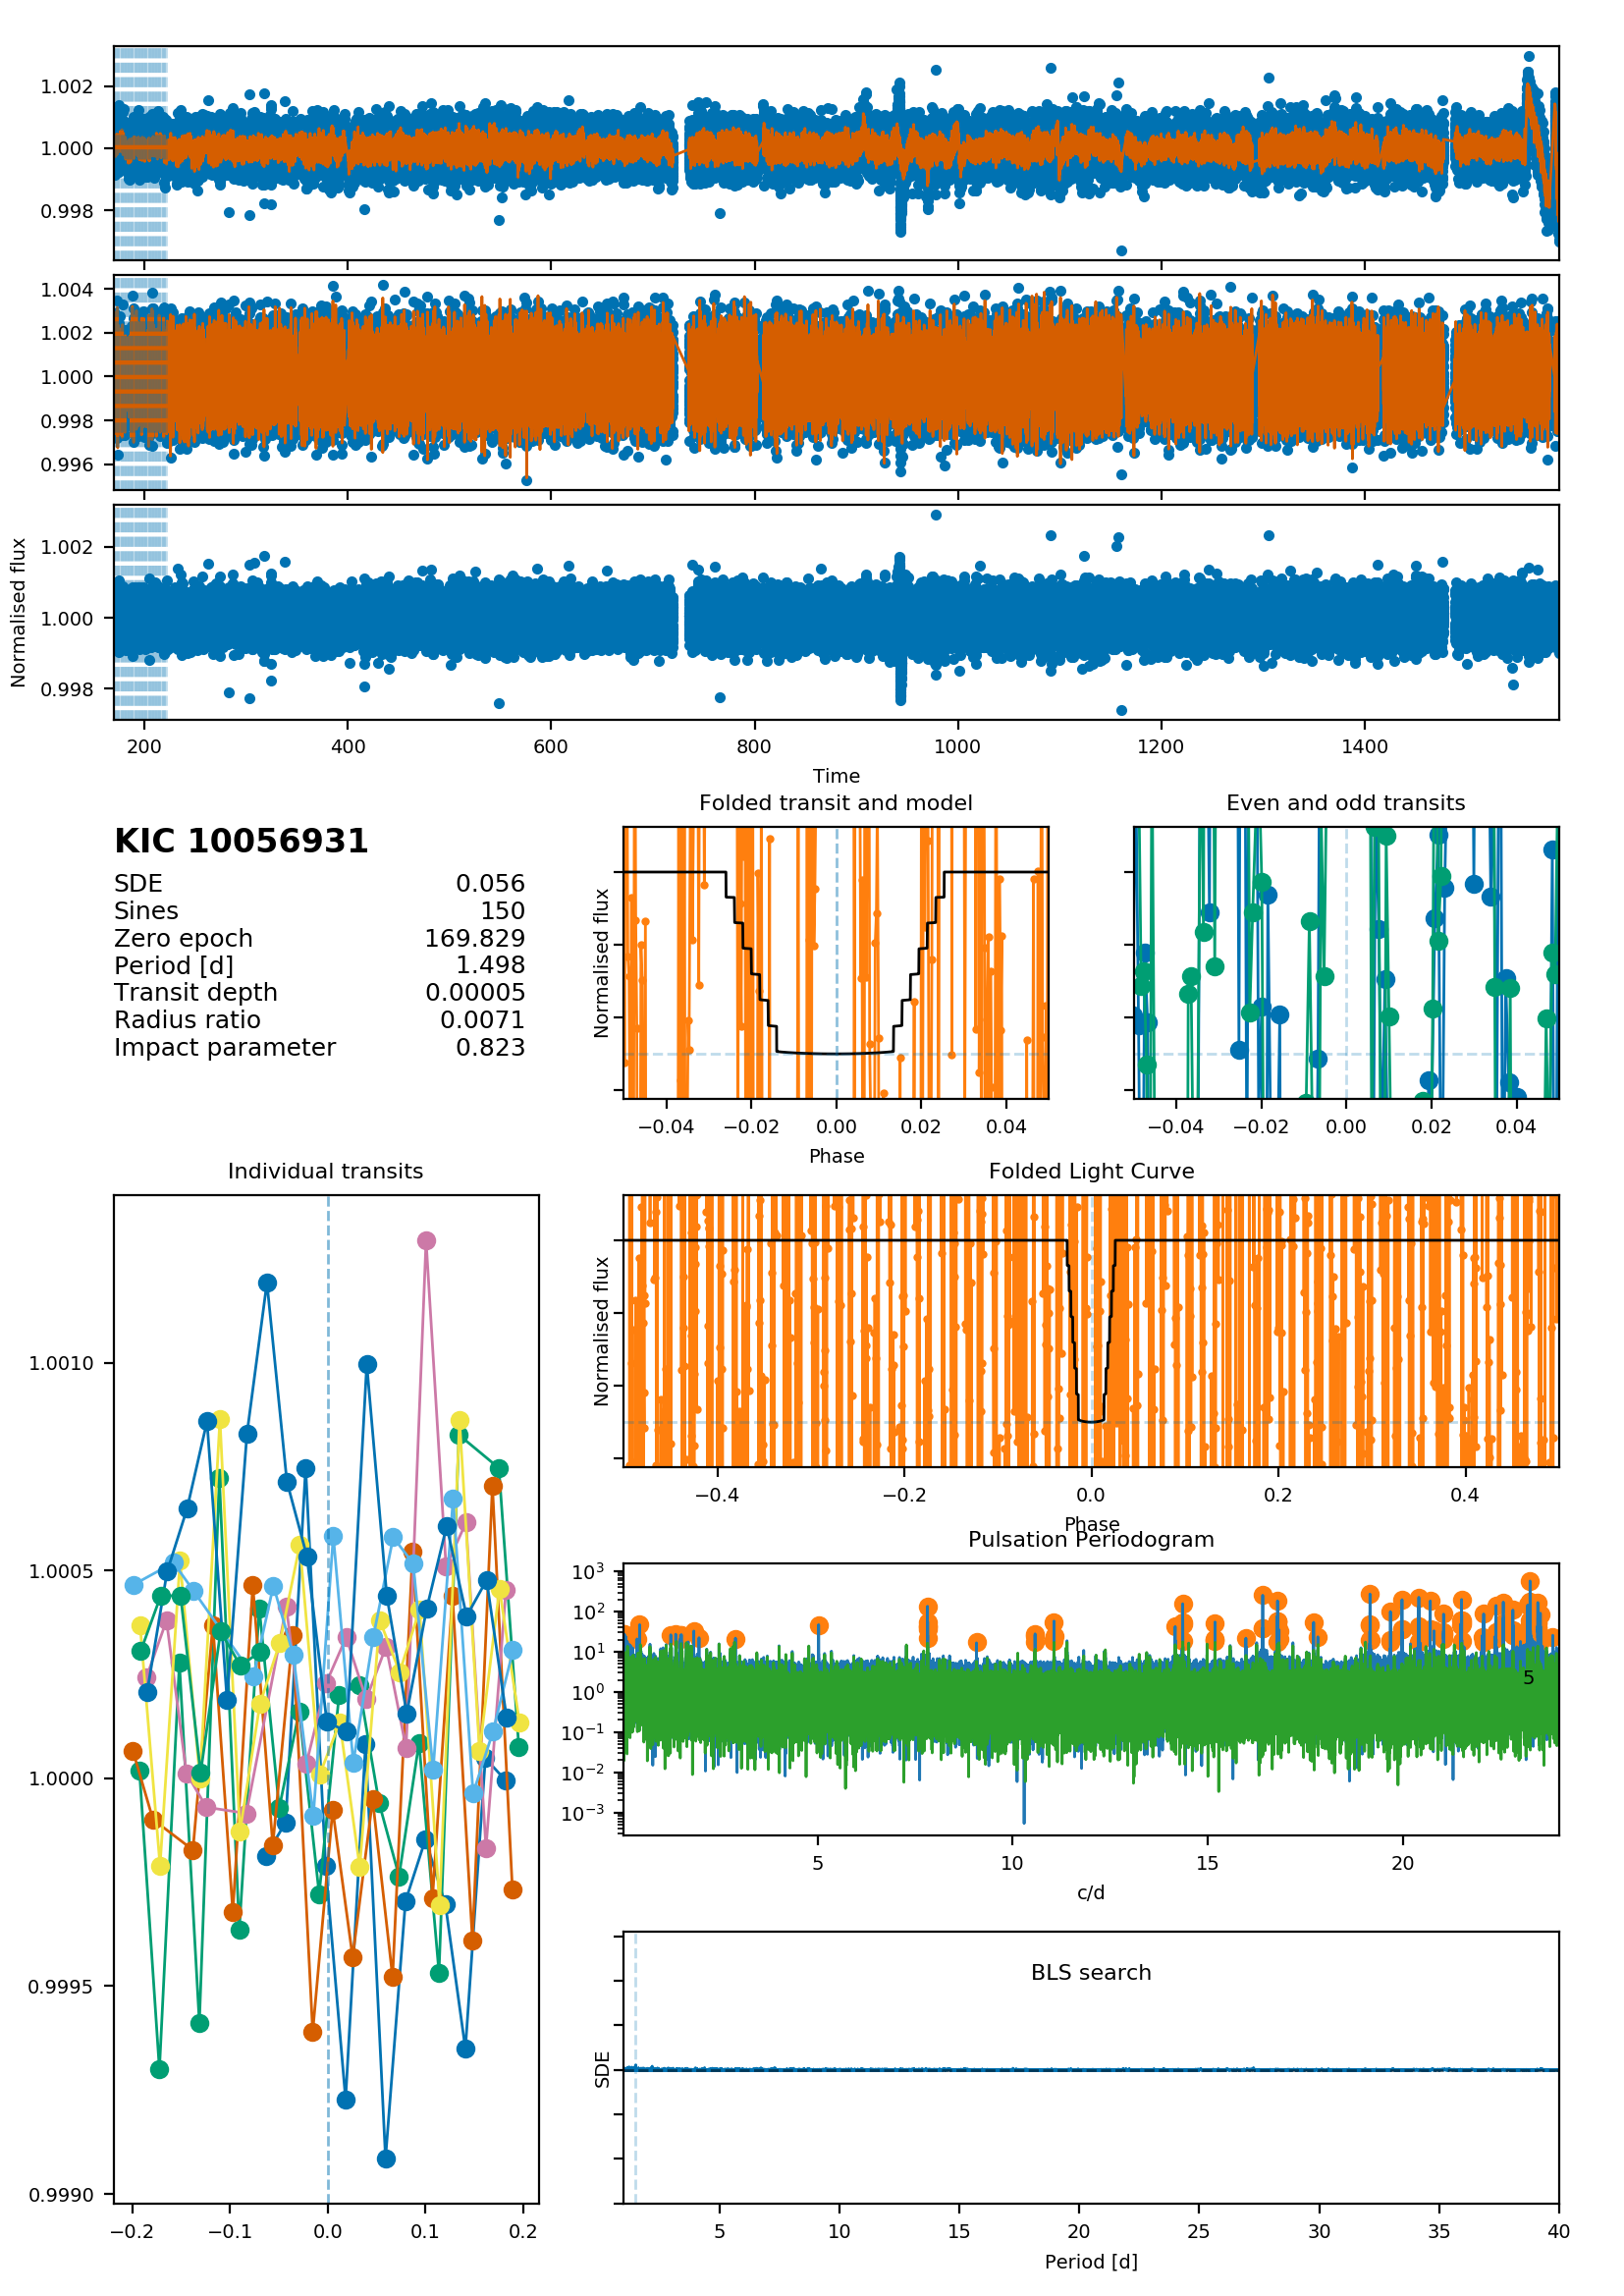 1.002
1.000
0.998
1.004
1.002
1.000
0.998
0.996
1.002
1.000
0.998
Normalised flux
200 400 600 800 1000 1200 1400
Time
KIC 10056931
SDE 0.056
Sines 150
Zero epoch 169.829
Period [d] 1.498
Transit depth 0.00005
Radius ratio 0.0071
Impact parameter 0.823
Folded transit and model
Normalised flux
−0.04 −0.02 0.00 0.02 0.04
Phase
Even and odd transits
−0.04 −0.02 0.00 0.02 0.04
Individual transits
1.0010
1.0005
1.0000
0.9995
0.9990
−0.2 −0.1 0.0 0.1 0.2
Folded Light Curve
Normalised flux
−0.4 −0.2 0.0 0.2 0.4
Phase
Pulsation Periodogram
10³
10²
10¹
10⁰
10⁻¹
10⁻²
10⁻³
5
5 10 15 20
c/d
BLS search
SDE
5 10 15 20 25 30 35 40
Period [d]